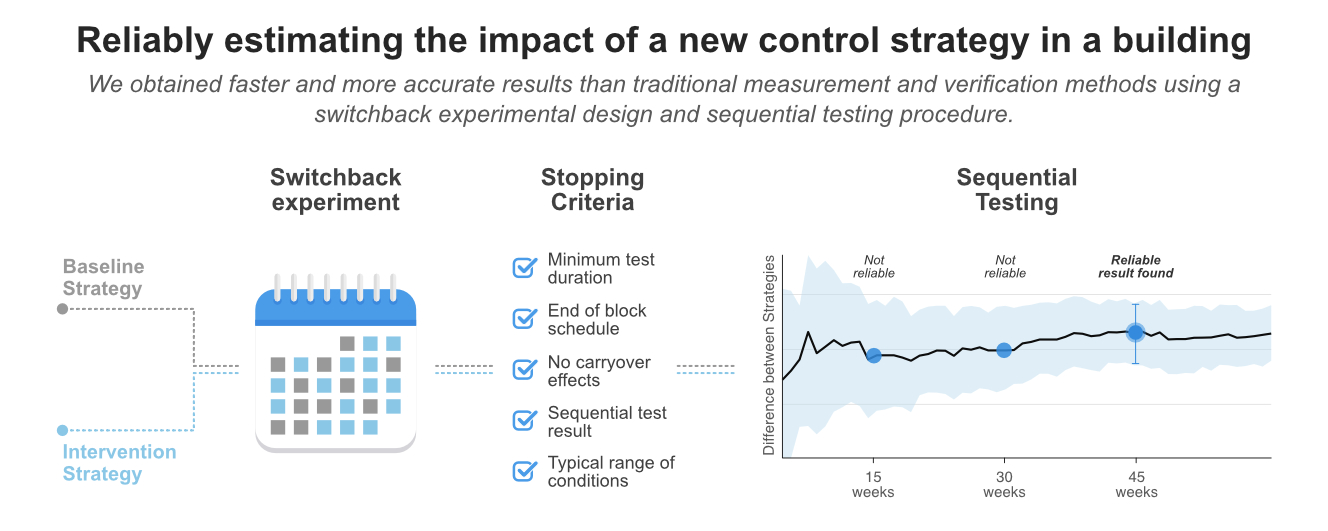 Reliably estimating the impact of a new control strategy in a building
We obtained faster and more accurate results than traditional measurement and verification methods using a
switchback experimental design and sequential testing procedure.
Switchback
experiment
Stopping
Criteria
Sequential
Testing
Baseline
Strategy
Intervention
Strategy
Minimum test
duration
End of block
schedule
No carryover
effects
Sequential test
result
Typical range of
conditions
Difference between Strategies
Not
reliable
Not
reliable
Reliable
result found
15
weeks
30
weeks
45
weeks